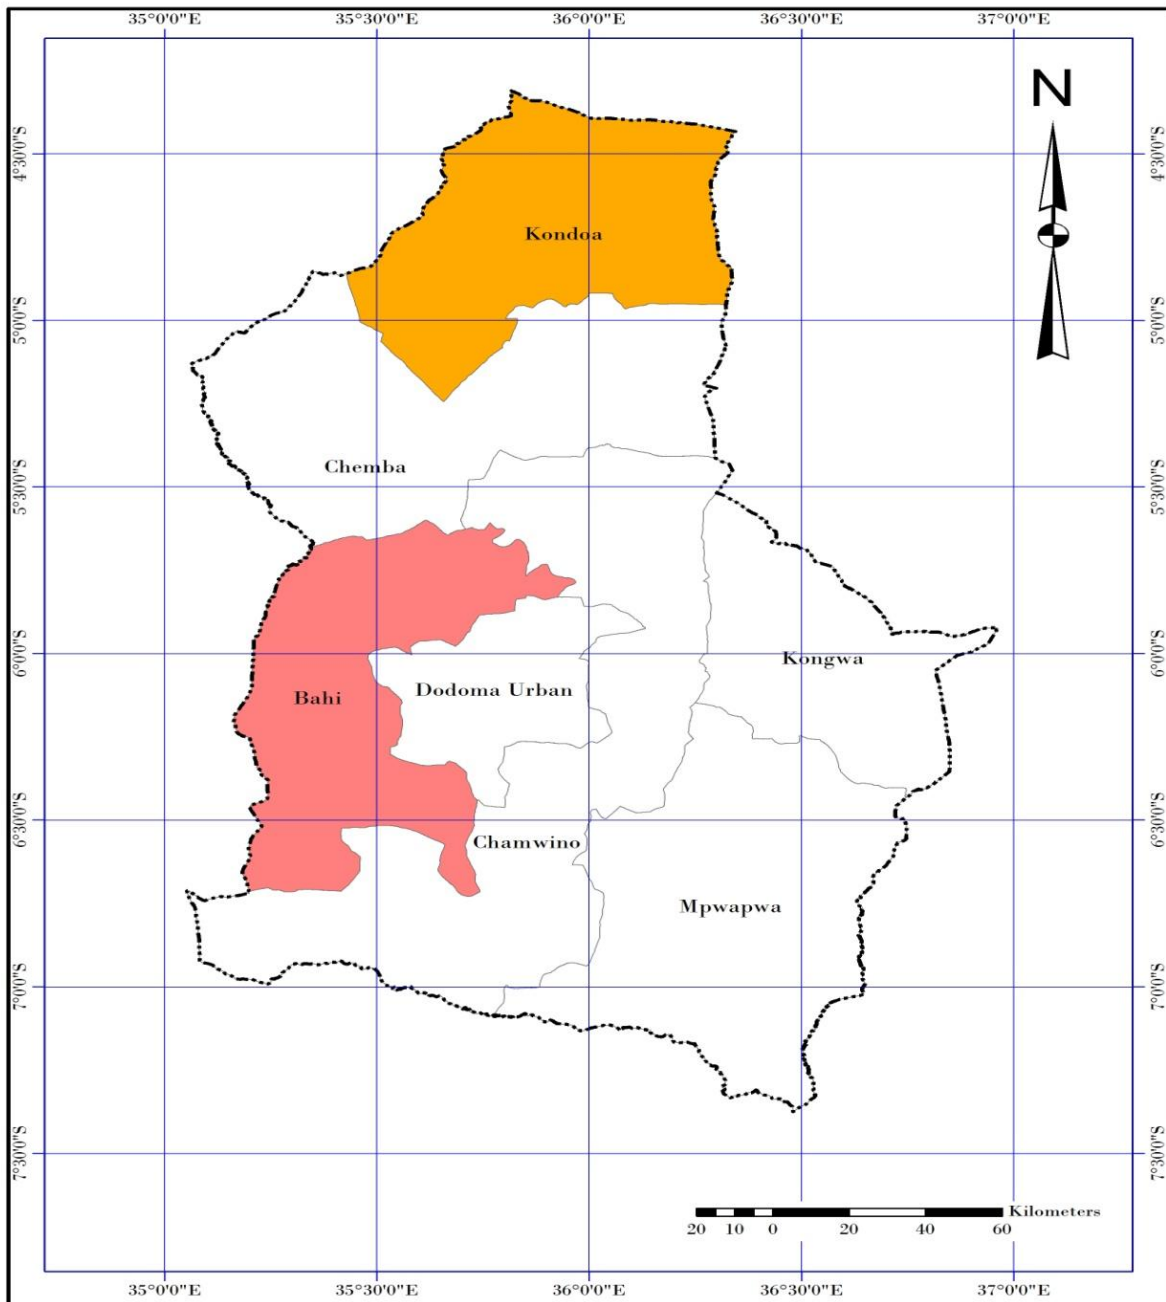 35°0'0"E 35°30'0"E 36°0'0"E 36°30'0"E 37°0'0"E
N
4°30'0"S 4°30'0"S
Kondoa
5°0'0"S 5°0'0"S
Chemba
5°30'0"S 5°30'0"S
6°0'0"S 6°0'0"S
Kongwa
Dodoma Urban
Bahi
6°30'0"S 6°30'0"S
Chamwino
Mpwapwa
7°0'0"S 7°0'0"S
7°30'0"S 7°30'0"S
Kilometers
20 10 0 20 40 60
35°0'0"E 35°30'0"E 36°0'0"E 36°30'0"E 37°0'0"E